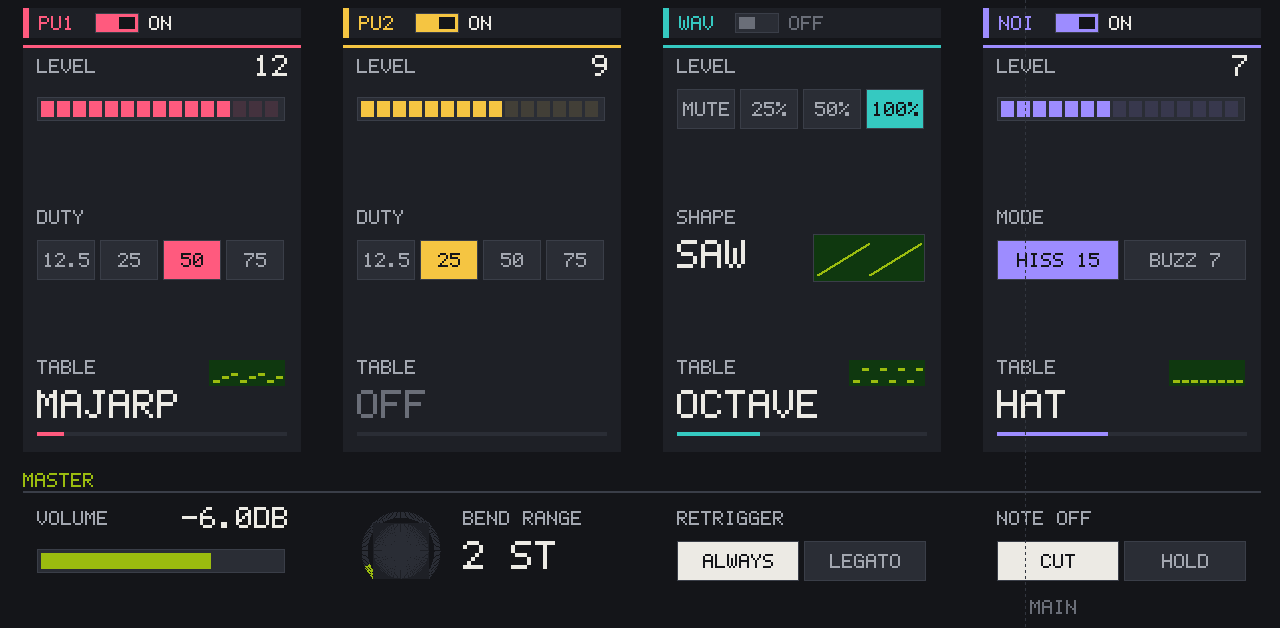 PU1 ON PU2 ON WAV OFF NOI ON
LEVEL 12 LEVEL 9 LEVEL LEVEL 7
MUTE 25% 50% 100%
DUTY DUTY SHAPE MODE
12.5 25 50 75 12.5 25 50 75 SAW HISS 15 BUZZ 7
TABLE TABLE TABLE TABLE
MAJARP OFF OCTAVE HAT
MASTER
VOLUME -6.0DB BEND RANGE RETRIGGER NOTE OFF
2 ST ALWAYS LEGATO CUT HOLD
MAIN